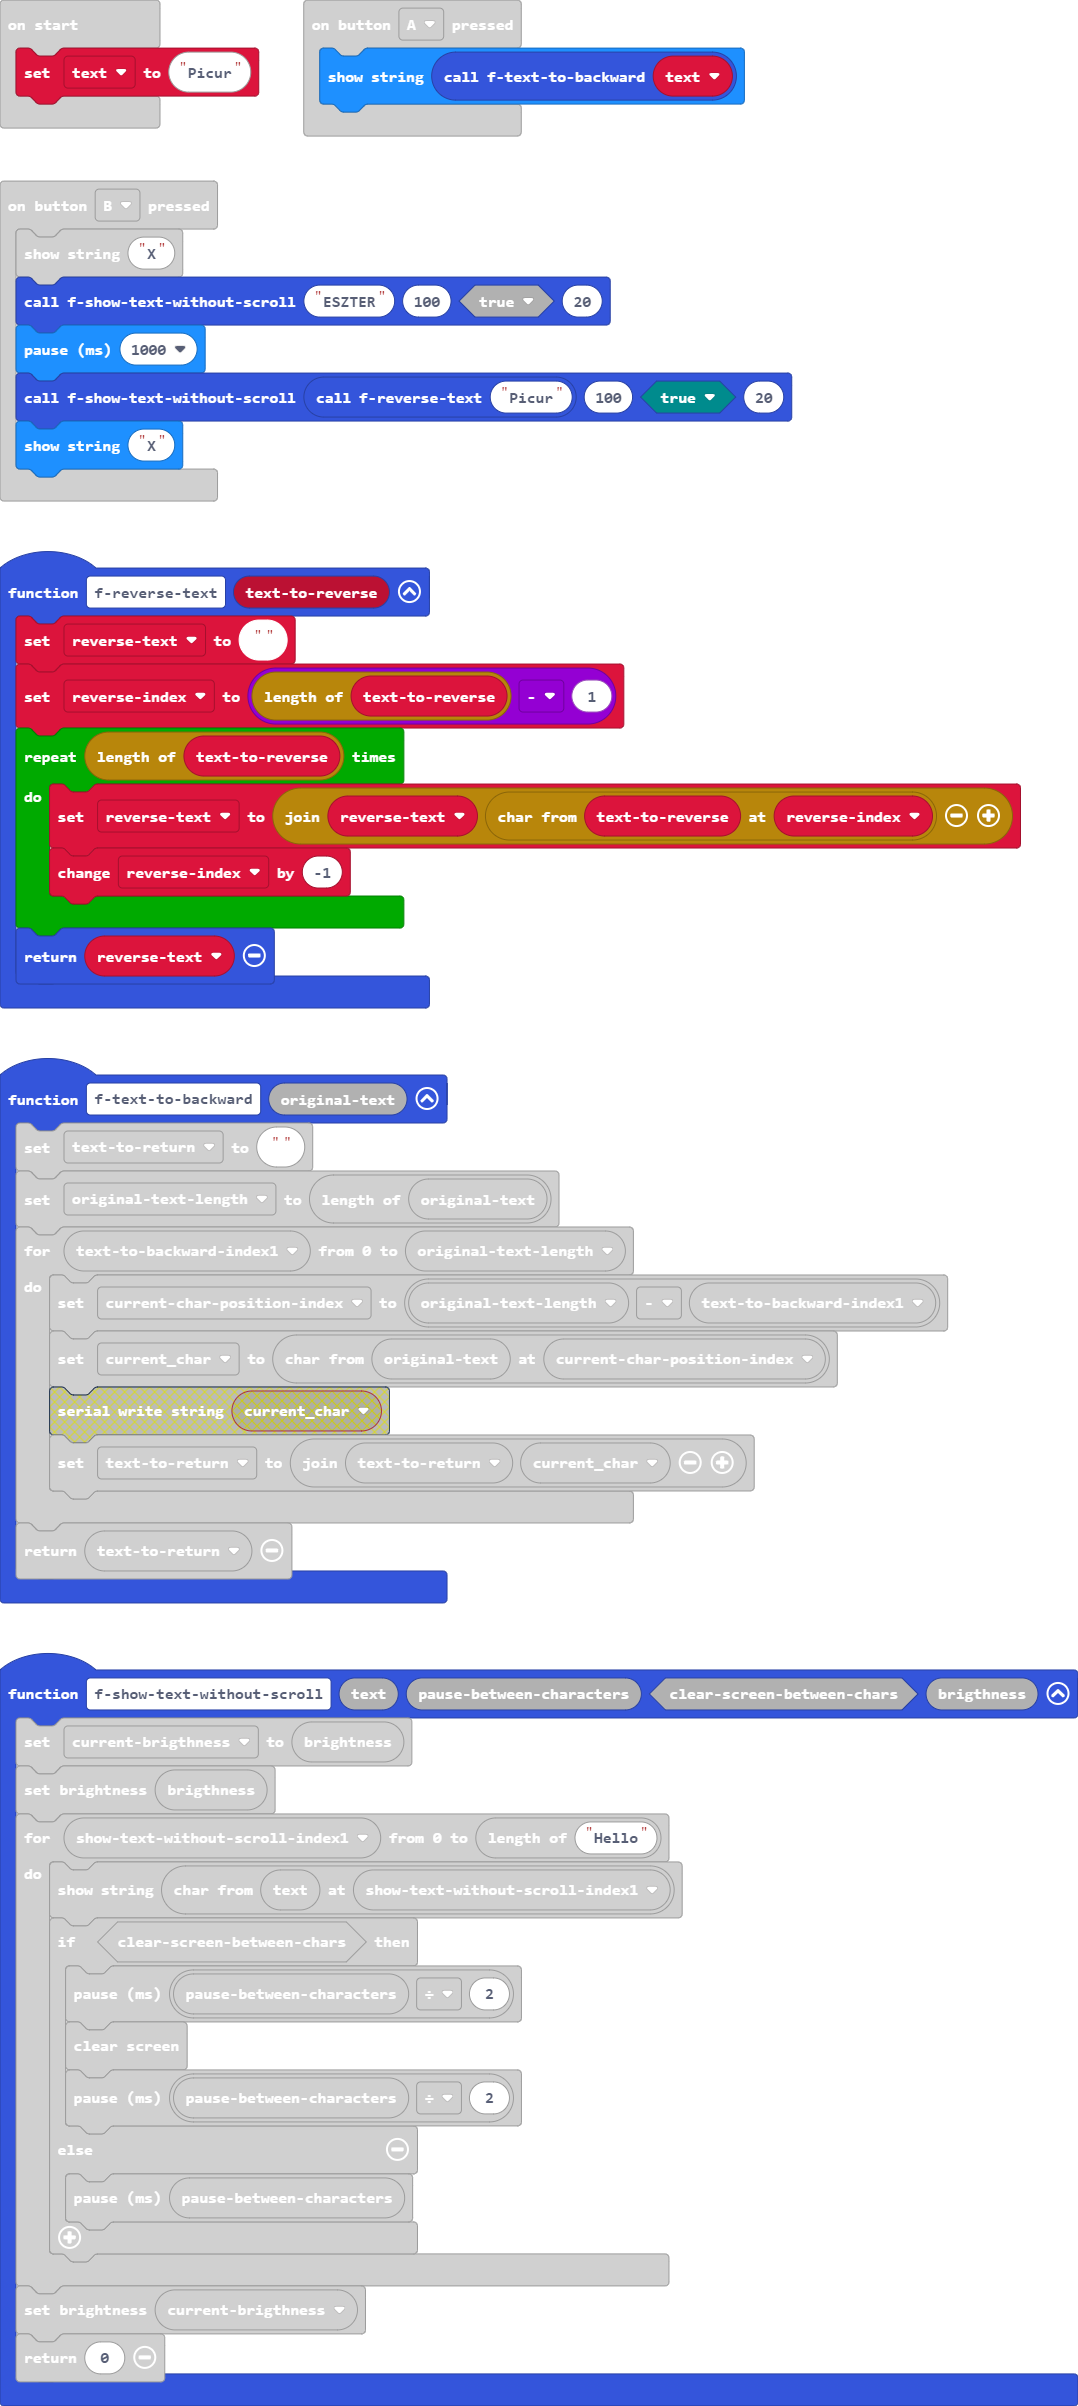 on start
set text to "Picur"
on button A pressed
show string call f-text-to-backward text
on button B pressed
show string "X"
call f-show-text-without-scroll "ESZTER" 100 true 20
pause (ms) 1000
call f-show-text-without-scroll call f-reverse-text "Picur" 100 true 20
show string "X"
function f-reverse-text text-to-reverse
set reverse-text to " "
set reverse-index to length of text-to-reverse - 1
repeat length of text-to-reverse times
do
set reverse-text to join reverse-text char from text-to-reverse at reverse-index
change reverse-index by -1
return reverse-text
function f-text-to-backward original-text
set text-to-return to " "
set original-text-length to length of original-text
for text-to-backward-index1 from 0 to original-text-length
do
set current-char-position-index to original-text-length - text-to-backward-index1
set current_char to char from original-text at current-char-position-index
serial write string current_char
set text-to-return to join text-to-return current_char
return text-to-return
function f-show-text-without-scroll text pause-between-characters clear-screen-between-chars brigthness
set current-brigthness to brightness
set brightness brigthness
for show-text-without-scroll-index1 from 0 to length of "Hello"
do
show string char from text at show-text-without-scroll-index1
if clear-screen-between-chars then
pause (ms) pause-between-characters ÷ 2
clear screen
pause (ms) pause-between-characters ÷ 2
else
pause (ms) pause-between-characters
set brightness current-brigthness
return 0